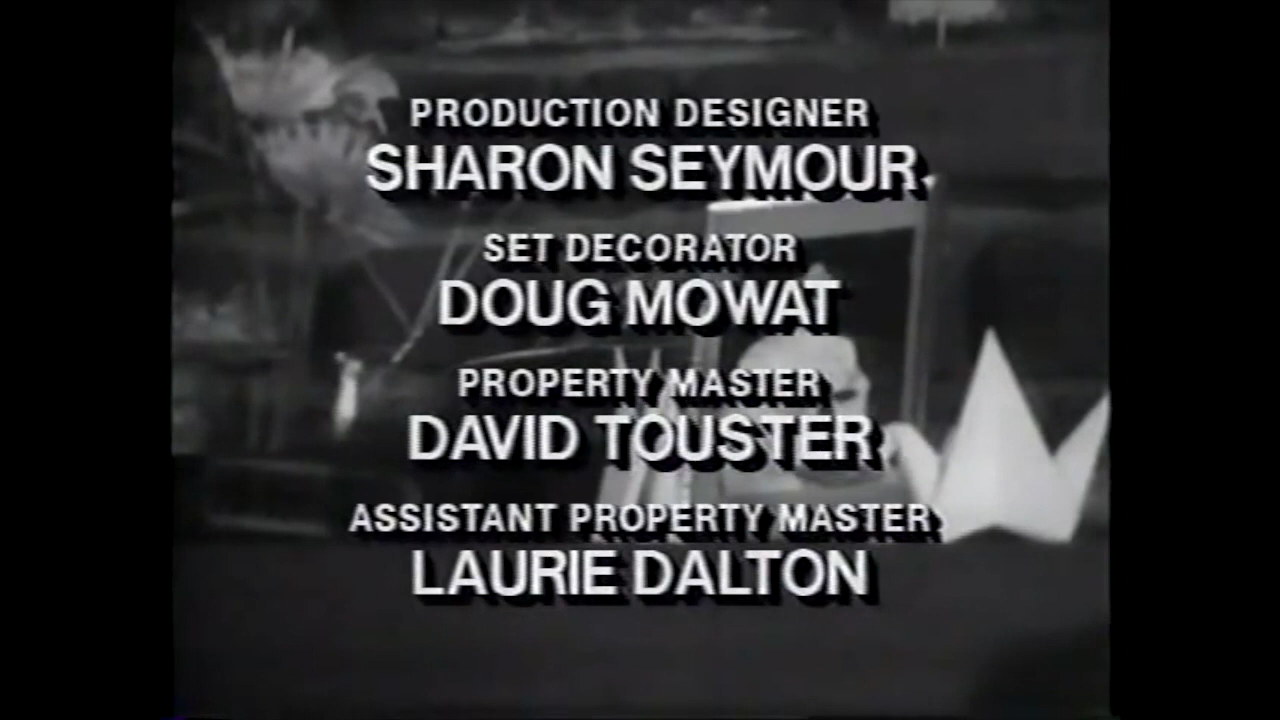 PRODUCTION DESIGNER
SHARON SEYMOUR
SET DECORATOR
DOUG MOWAT
PROPERTY MASTER
DAVID TOUSTER
ASSISTANT PROPERTY MASTER
LAURIE DALTON